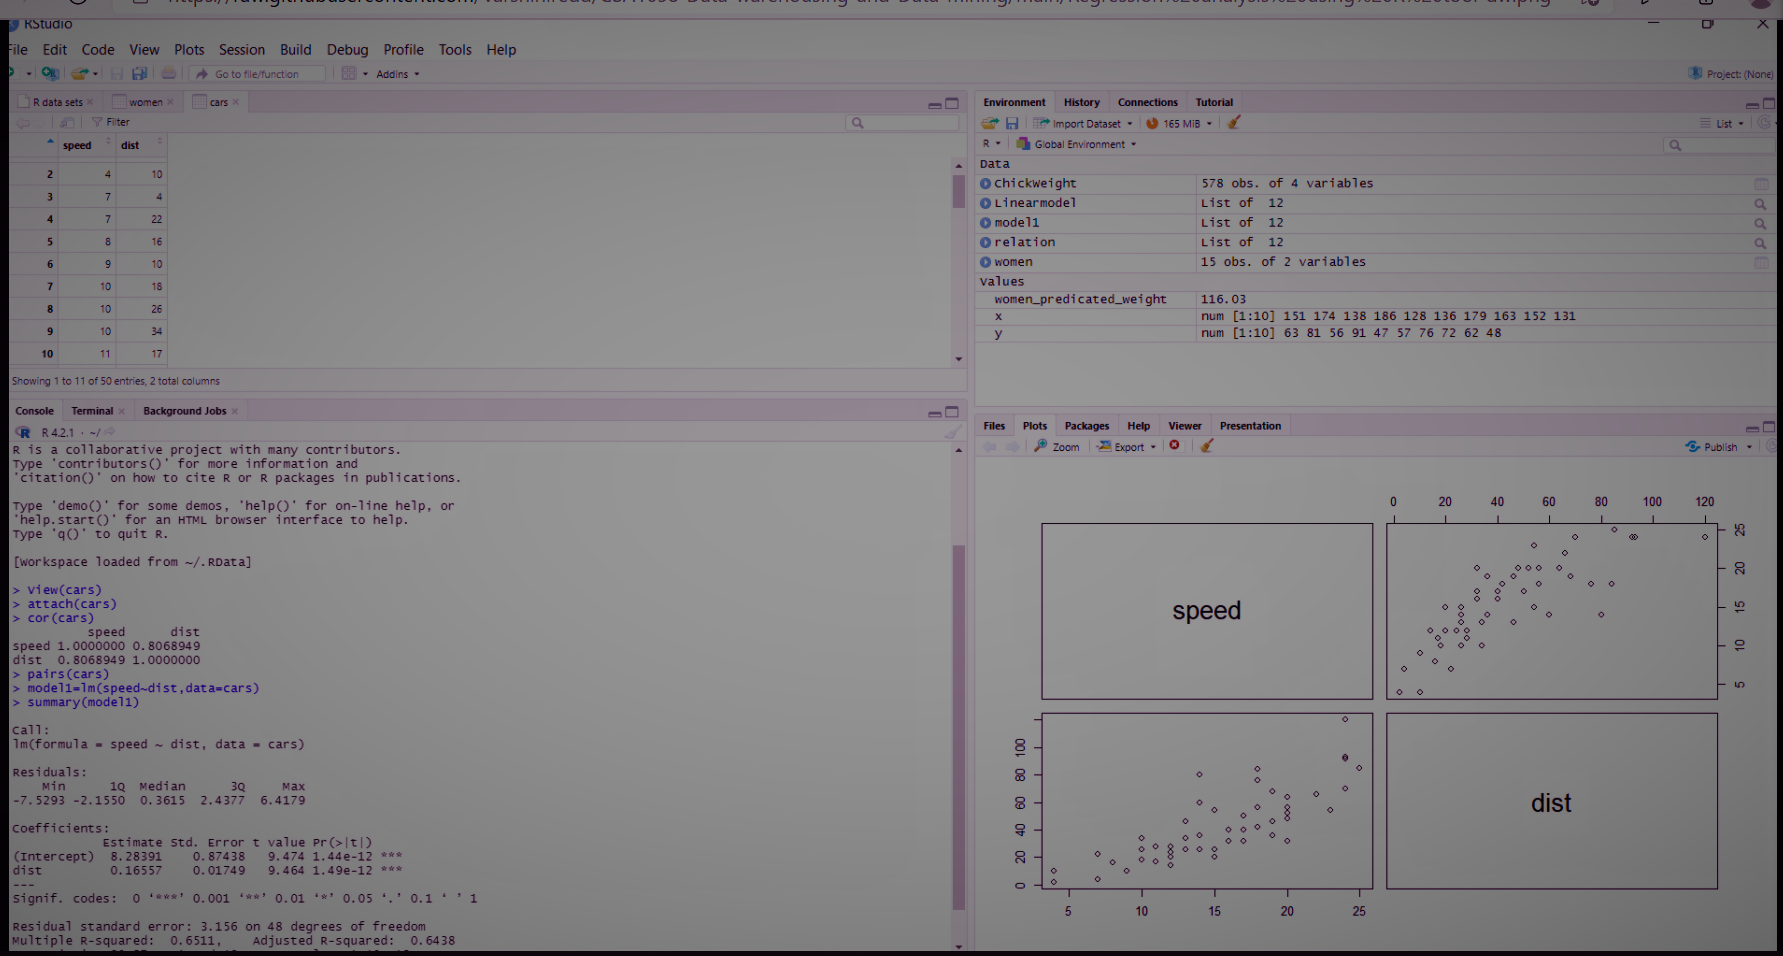 RStudio
File Edit Code View Plots Session Build Debug Profile Tools Help
Go to file/function Addins Project: (None)
R data sets women cars
Filter
speed dist
2 4 10
3 7 4
4 7 22
5 8 16
6 9 10
7 10 18
8 10 26
9 10 34
10 11 17
Showing 1 to 11 of 50 entries, 2 total columns
Console Terminal Background Jobs
R 4.2.1 · ~/
R is a collaborative project with many contributors.
Type 'contributors()' for more information and
'citation()' on how to cite R or R packages in publications.
Type 'demo()' for some demos, 'help()' for on-line help, or
'help.start()' for an HTML browser interface to help.
Type 'q()' to quit R.
[Workspace loaded from ~/.RData]
> View(cars)
> attach(cars)
> cor(cars)
speed dist
speed 1.0000000 0.8068949
dist 0.8068949 1.0000000
> pairs(cars)
> model1=lm(speed~dist,data=cars)
> summary(model1)
Call:
lm(formula = speed ~ dist, data = cars)
Residuals:
Min 1Q Median 3Q Max
-7.5293 -2.1550 0.3615 2.4377 6.4179
Coefficients:
Estimate Std. Error t value Pr(>|t|)
(Intercept) 8.28391 0.87438 9.474 1.44e-12 ***
dist 0.16557 0.01749 9.464 1.49e-12 ***
---
Signif. codes: 0 ‘***’ 0.001 ‘**’ 0.01 ‘*’ 0.05 ‘.’ 0.1 ‘ ’ 1
Residual standard error: 3.156 on 48 degrees of freedom
Multiple R-squared: 0.6511, Adjusted R-squared: 0.6438
Environment History Connections Tutorial
Import Dataset 165 MiB List
R Global Environment
Data
ChickWeight 578 obs. of 4 variables
Linearmodel List of 12
model1 List of 12
relation List of 12
women 15 obs. of 2 variables
Values
women_predicated_weight 116.03
x num [1:10] 151 174 138 186 128 136 179 163 152 131
y num [1:10] 63 81 56 91 47 57 76 72 62 48
Files Plots Packages Help Viewer Presentation
Zoom Export Publish
0 20 40 60 80 100 120
speed
25
20
15
10
5
100
80
60
40
20
0
dist
5 10 15 20 25